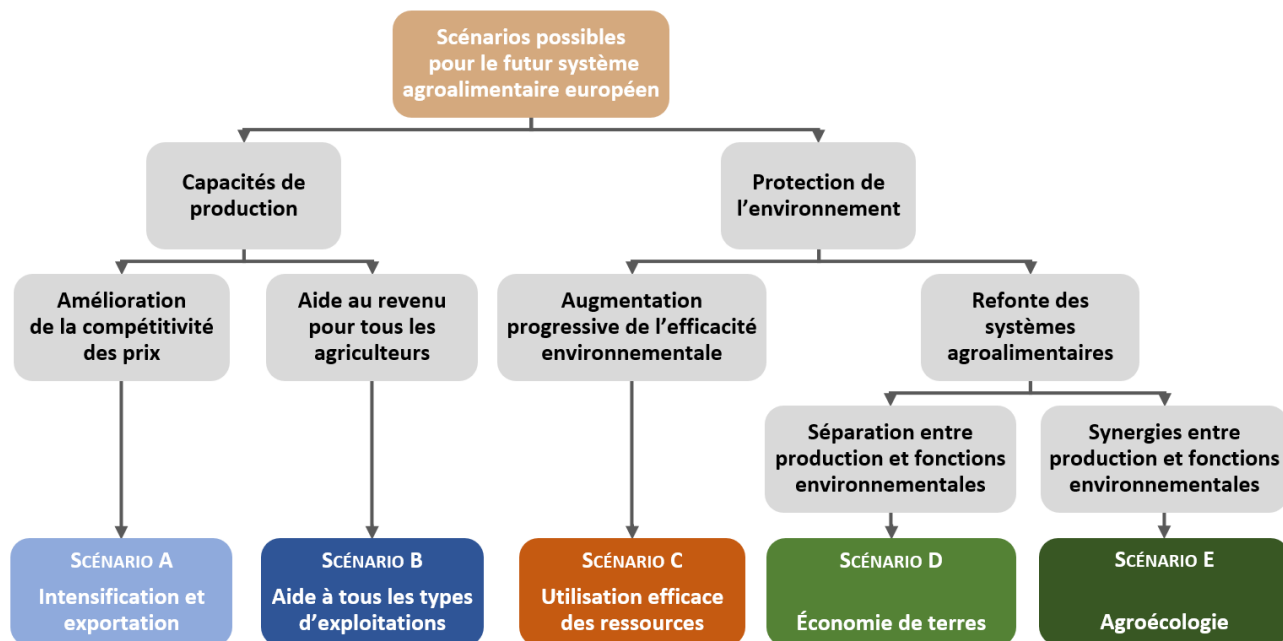 Scénarios possibles
pour le futur système
agroalimentaire européen
Capacités de
production
Protection de
l’environnement
Amélioration
de la compétitivité
des prix
Aide au revenu
pour tous les
agriculteurs
Augmentation
progressive de l’efficacité
environnementale
Refonte des
systèmes
agroalimentaires
Séparation entre
production et fonctions
environnementales
Synergies entre
production et fonctions
environnementales
SCÉNARIO A
Intensification et
exportation
SCÉNARIO B
Aide à tous les types
d’exploitations
SCÉNARIO C
Utilisation efficace
des ressources
SCÉNARIO D
Économie de terres
SCÉNARIO E
Agroécologie